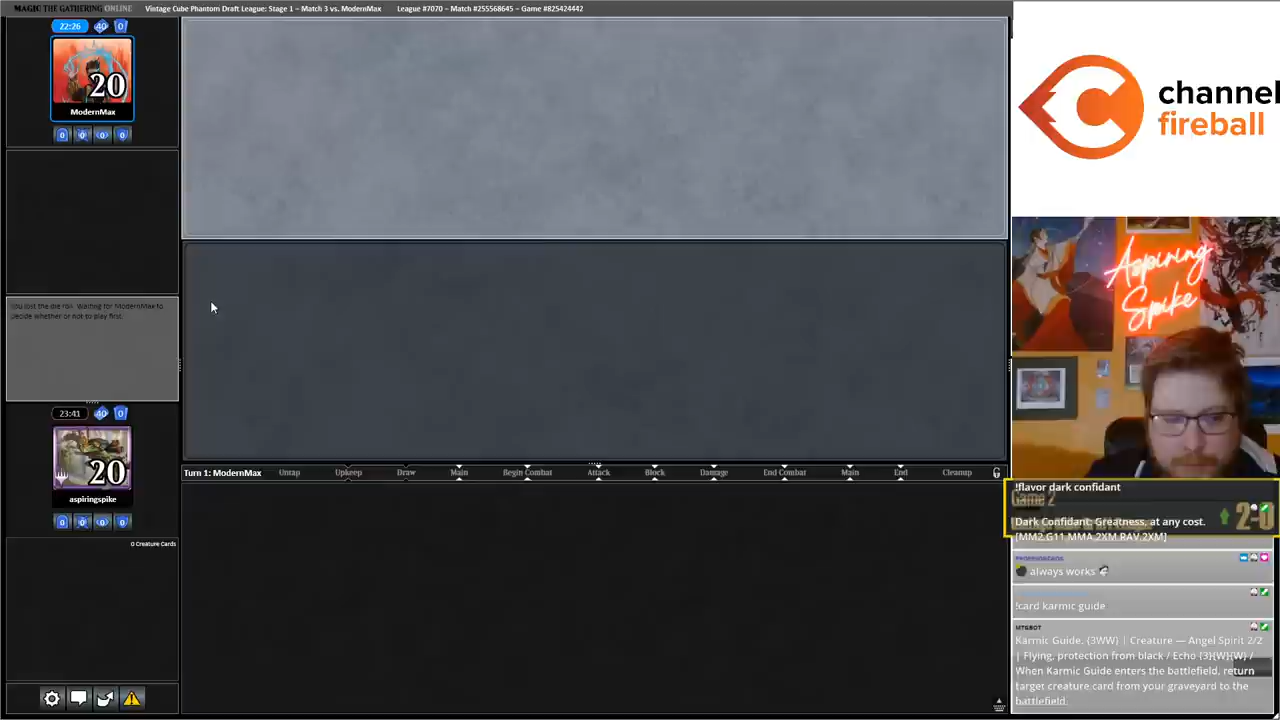 MAGIC THE GATHERING ONLINE
Vintage Cube Phantom Draft League: Stage 1 – Match 3 vs. ModernMax
League #7070 – Match #255568645 – Game #825424442
22:26
40
0
20
ModernMax
0 0 0 0
You lost the die roll. Waiting for ModernMax to
decide whether or not to play first.
23:41
40
0
20
aspiringspike
0 0 0 0
0 Creature Cards
Turn 1: ModernMax
Untap
Upkeep
Draw
Main
Begin Combat
Attack
Block
Damage
End Combat
Main
End
Cleanup
channel
fireball
Aspiring
Spike
!flavor dark confidant
Game 2
2-0
Dark Confidant: Greatness, at any cost.
[MM2,G11,MMA,2XM,RAV,2XM]
always works
!card karmic guide
MTGBOT
Karmic Guide, {3WW} | Creature — Angel Spirit 2/2
| Flying, protection from black / Echo {3}{W}{W} /
When Karmic Guide enters the battlefield, return
target creature card from your graveyard to the
battlefield.